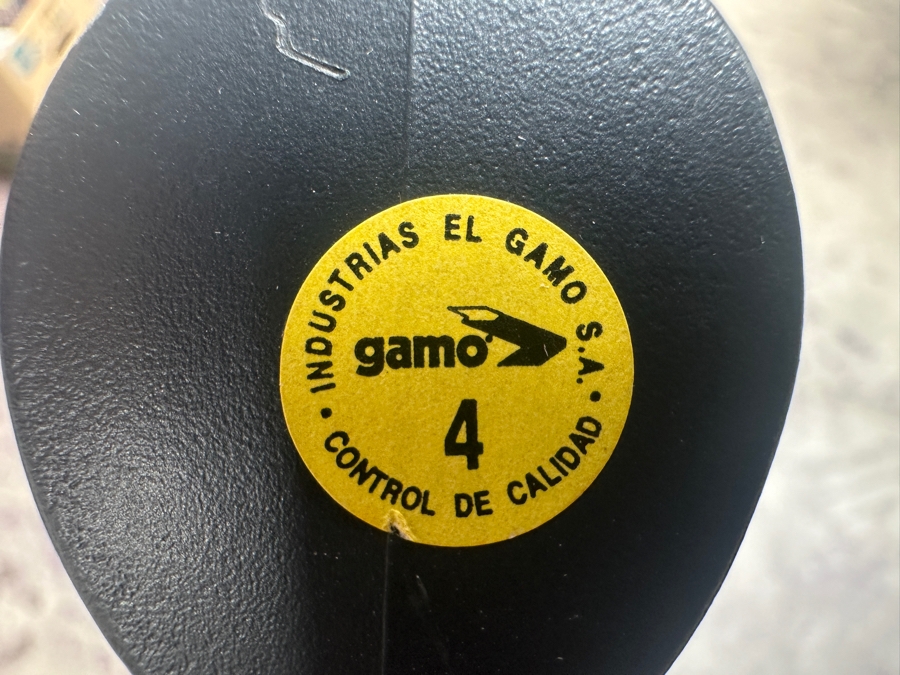 INDUSTRIAS EL GAMO S.A.
gamo
4
• CONTROL DE CALIDAD •